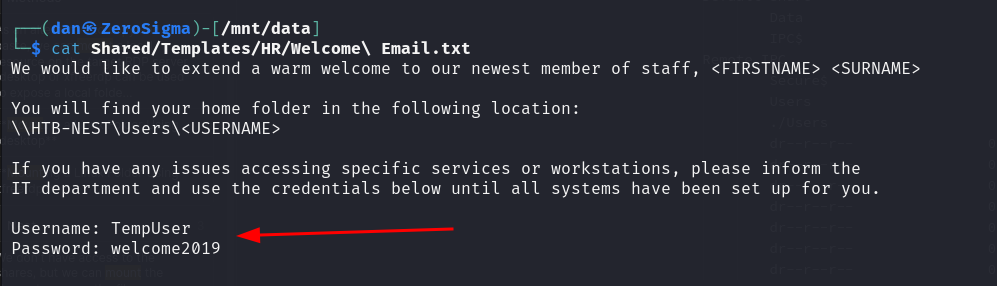 ┌──(dan㉿ZeroSigma)-[/mnt/data]
└─$ cat Shared/Templates/HR/Welcome\ Email.txt
We would like to extend a warm welcome to our newest member of staff, <FIRSTNAME> <SURNAME>
You will find your home folder in the following location:
\\HTB-NEST\Users\<USERNAME>
If you have any issues accessing specific services or workstations, please inform the
IT department and use the credentials below until all systems have been set up for you.
Username: TempUser
Password: welcome2019